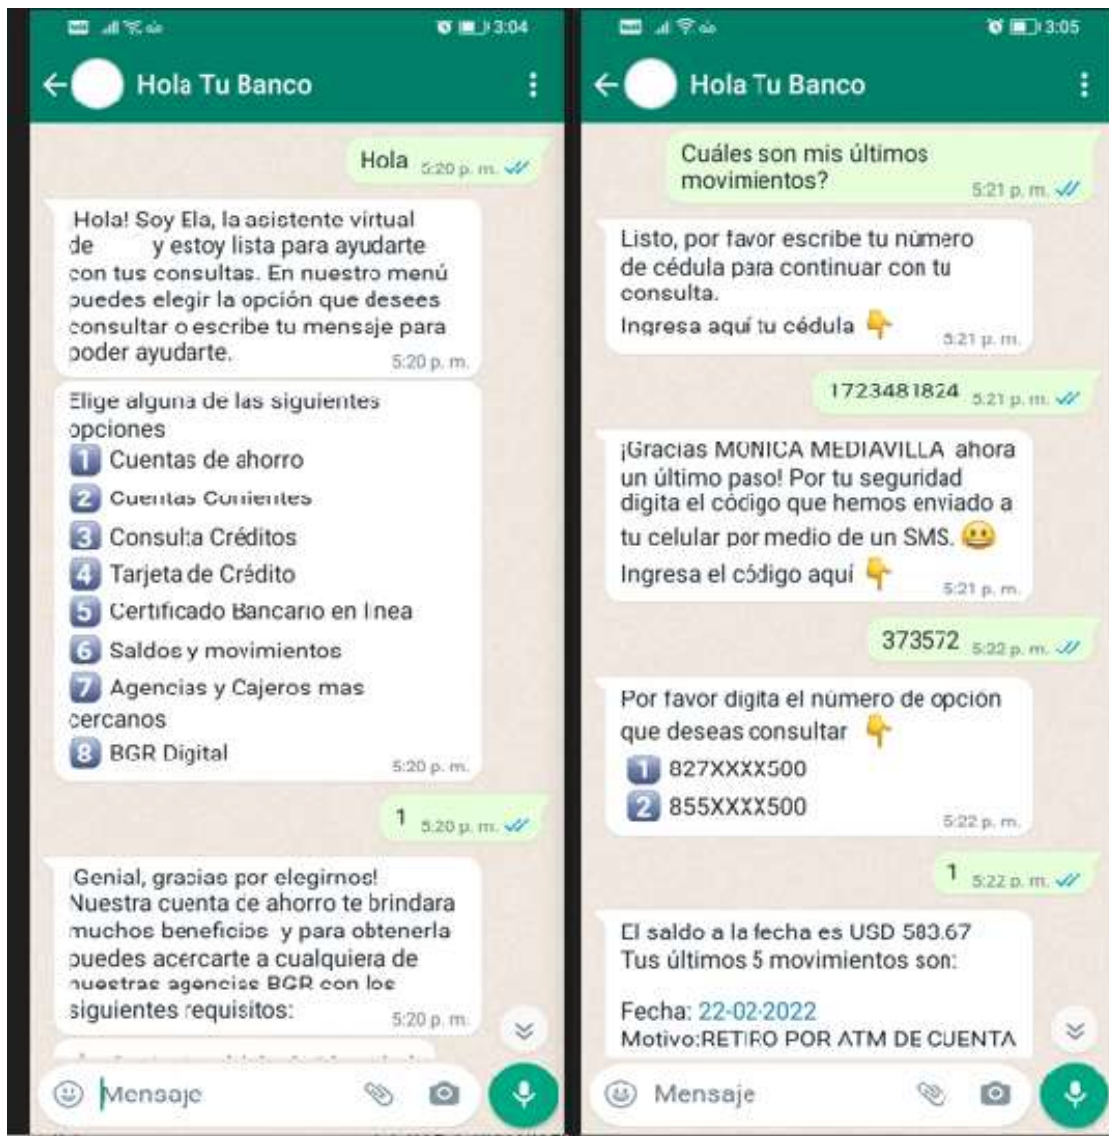 3:04
Hola Tu Banco
Hola 5:20 p. m.
¡Hola! Soy Ela, la asistente virtual
de y estoy lista para ayudarte
con tus consultas. En nuestro menú
puedes elegir la opción que desees
consultar o escribe tu mensaje para
poder ayudarte.
5:20 p. m.
Elige alguna de las siguientes
opciones
1 Cuentas de ahorro
2 Cuentas Corrientes
3 Consulta Créditos
4 Tarjeta de Crédito
5 Certificado Bancario en línea
6 Saldos y movimientos
7 Agencias y Cajeros mas
cercanos
8 BGR Digital
5:20 p. m.
1 5:20 p. m.
¡Genial, gracias por elegirnos!
Nuestra cuenta de ahorro te brindara
muchos beneficios y para obtenerla
puedes acercarte a cualquiera de
nuestras agencias BGR con los
siguientes requisitos:
5:20 p. m.
Mensaje
3:05
Hola Tu Banco
Cuáles son mis últimos
movimientos?
5:21 p. m.
Listo, por favor escribe tu número
de cédula para continuar con tu
consulta.
Ingresa aquí tu cédula 👇
5:21 p. m.
1723481824 5:21 p. m.
¡Gracias MONICA MEDIAVILLA ahora
un último paso! Por tu seguridad
digita el código que hemos enviado a
tu celular por medio de un SMS. 😀
Ingresa el código aquí 👇
5:21 p. m.
373572 5:22 p. m.
Por favor digita el número de opción
que deseas consultar 👇
1 827XXXX500
2 855XXXX500
5:22 p. m.
1 5:22 p. m.
El saldo a la fecha es USD 583.67
Tus últimos 5 movimientos son:
Fecha: 22-02-2022
Motivo:RETIRO POR ATM DE CUENTA
Mensaje